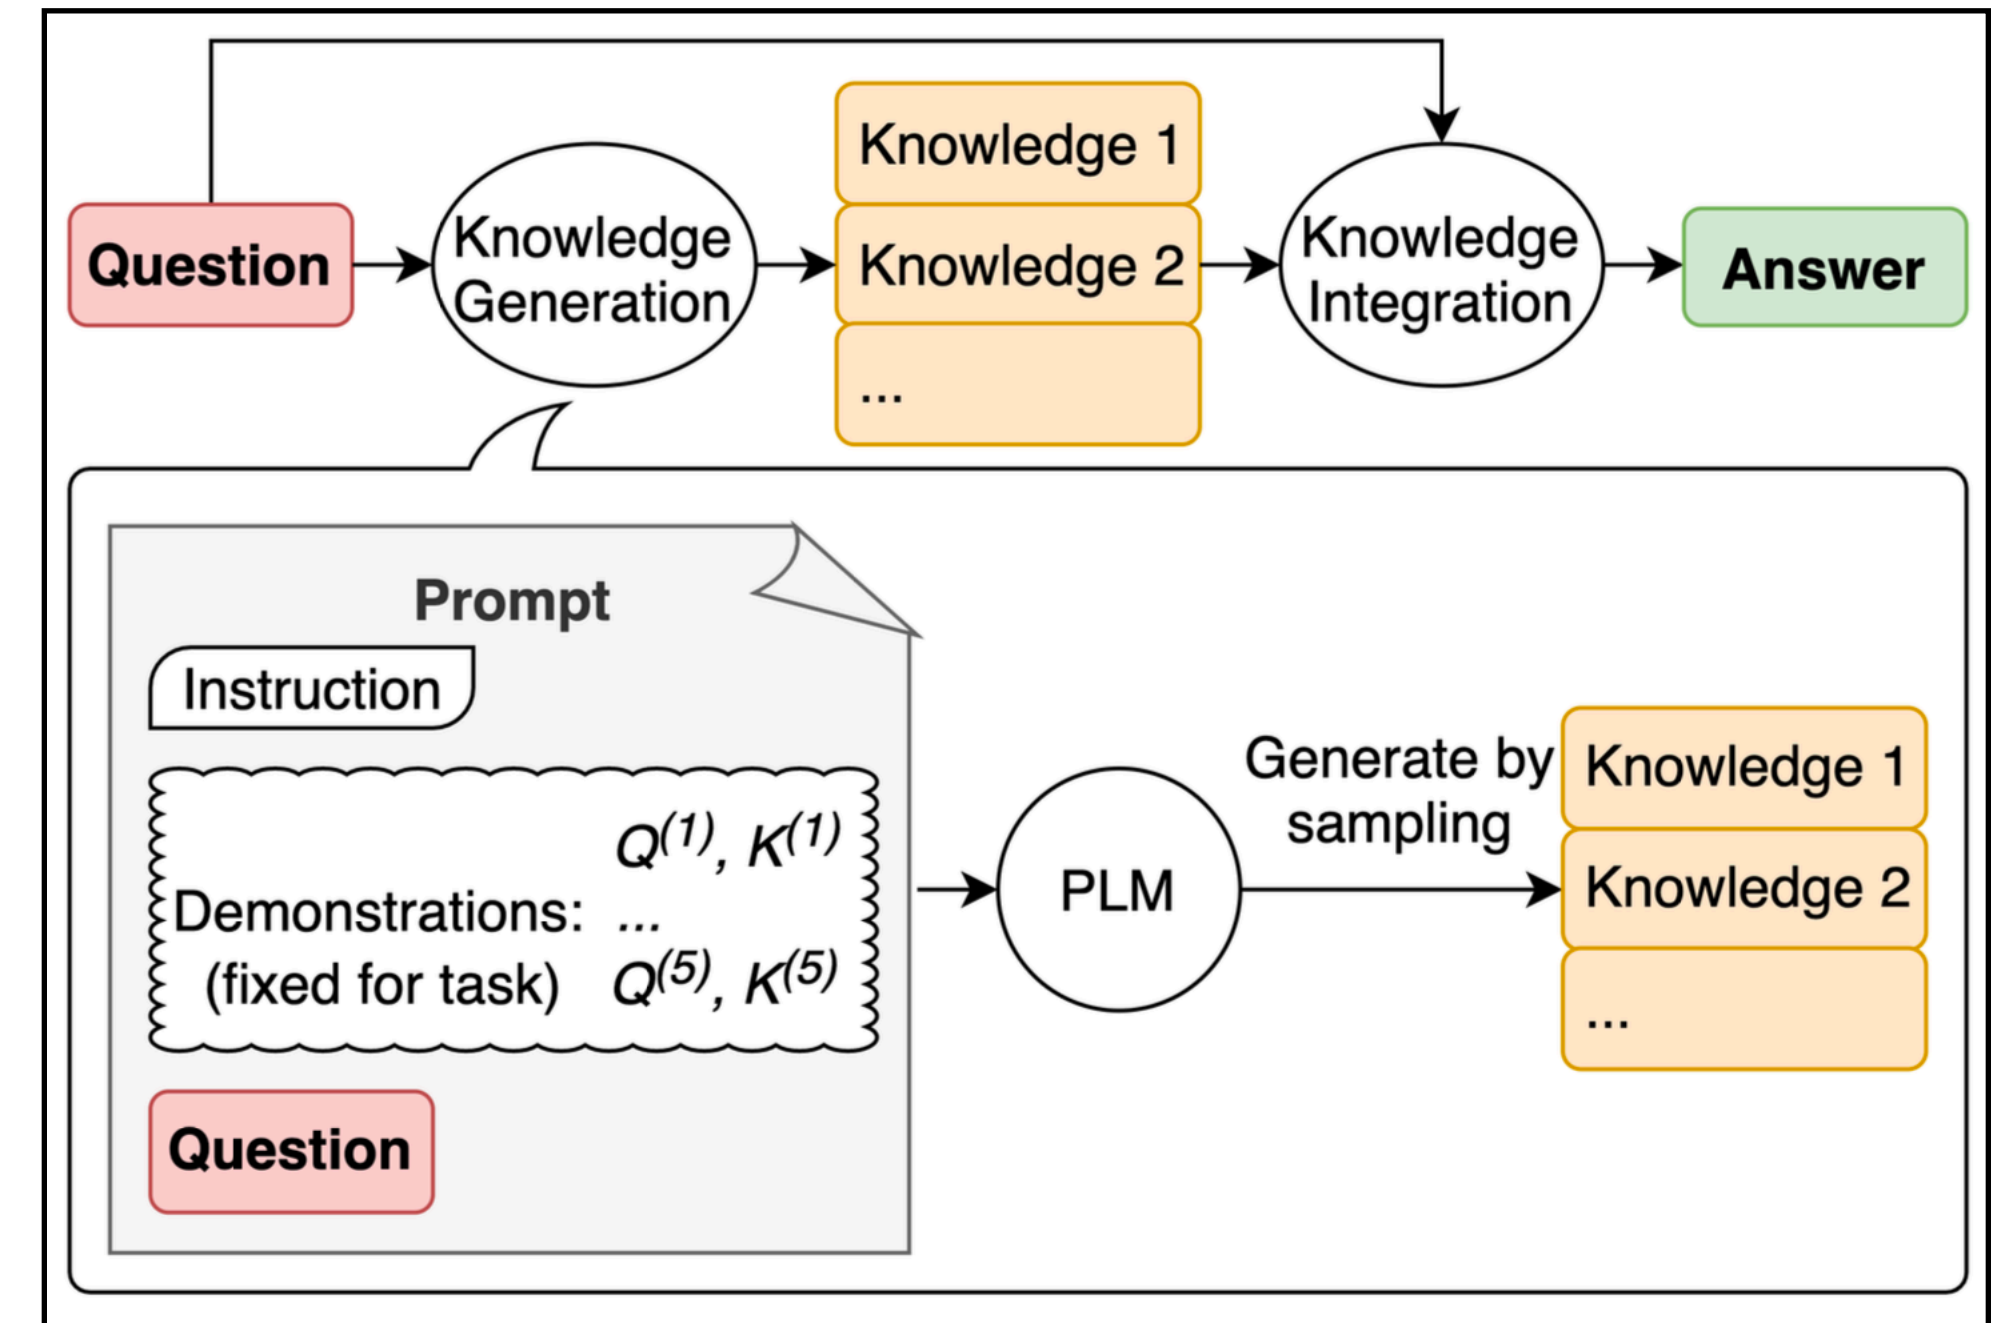 Question
Knowledge
Generation
Knowledge 1
Knowledge 2
...
Knowledge
Integration
Answer
Prompt
Instruction
Demonstrations:
(fixed for task)
Q(1), K(1)
...
Q(5), K(5)
Question
PLM
Generate by
sampling
Knowledge 1
Knowledge 2
...